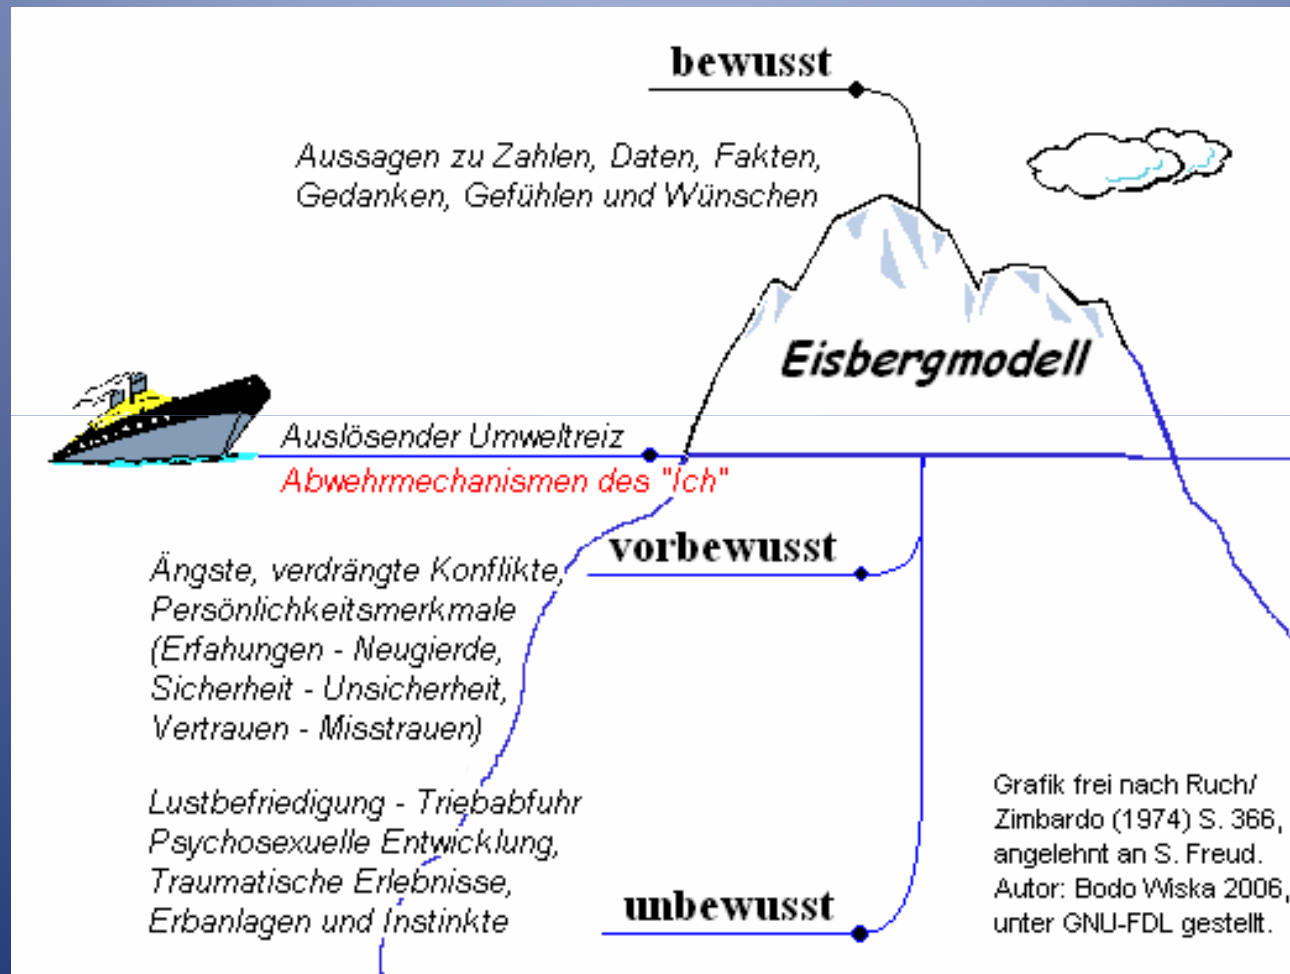 bewusst
Aussagen zu Zahlen, Daten, Fakten,
Gedanken, Gefühlen und Wünschen
Eisbergmodell
Auslösender Umweltreiz
Abwehrmechanismen des "Ich"
vorbewusst
Ängste, verdrängte Konflikte,
Persönlichkeitsmerkmale
(Erfahungen - Neugierde,
Sicherheit - Unsicherheit,
Vertrauen - Misstrauen)
Lustbefriedigung - Triebabfuhr
Psychosexuelle Entwicklung,
Traumatische Erlebnisse,
Erbanlagen und Instinkte
unbewusst
Grafik frei nach Ruch/
Zimbardo (1974) S. 366,
angelehnt an S. Freud.
Autor: Bodo Wiska 2006,
unter GNU-FDL gestellt.